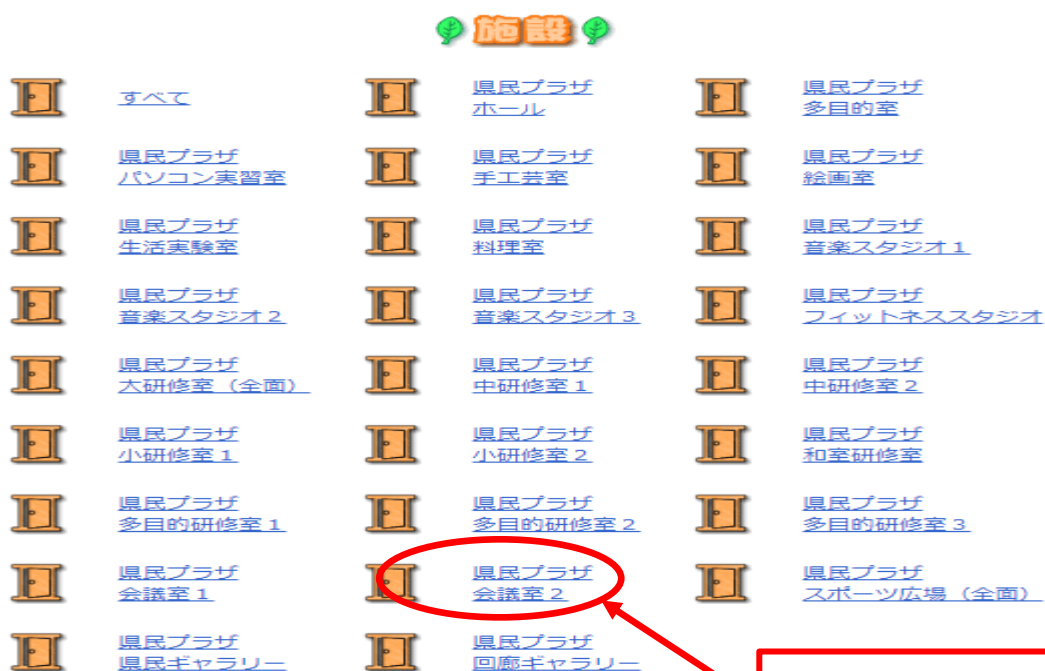 施設
すべて
県民プラザ
ホール
県民プラザ
多目的室
県民プラザ
パソコン実習室
県民プラザ
手工芸室
県民プラザ
絵画室
県民プラザ
生活実験室
県民プラザ
料理室
県民プラザ
音楽スタジオ１
県民プラザ
音楽スタジオ２
県民プラザ
音楽スタジオ３
県民プラザ
フィットネススタジオ
県民プラザ
大研修室（全面）
県民プラザ
中研修室１
県民プラザ
中研修室２
県民プラザ
小研修室１
県民プラザ
小研修室２
県民プラザ
和室研修室
県民プラザ
多目的研修室１
県民プラザ
多目的研修室２
県民プラザ
多目的研修室３
県民プラザ
会議室１
県民プラザ
会議室２
県民プラザ
スポーツ広場（全面）
県民プラザ
県民ギャラリー
県民プラザ
回廊ギャラリー